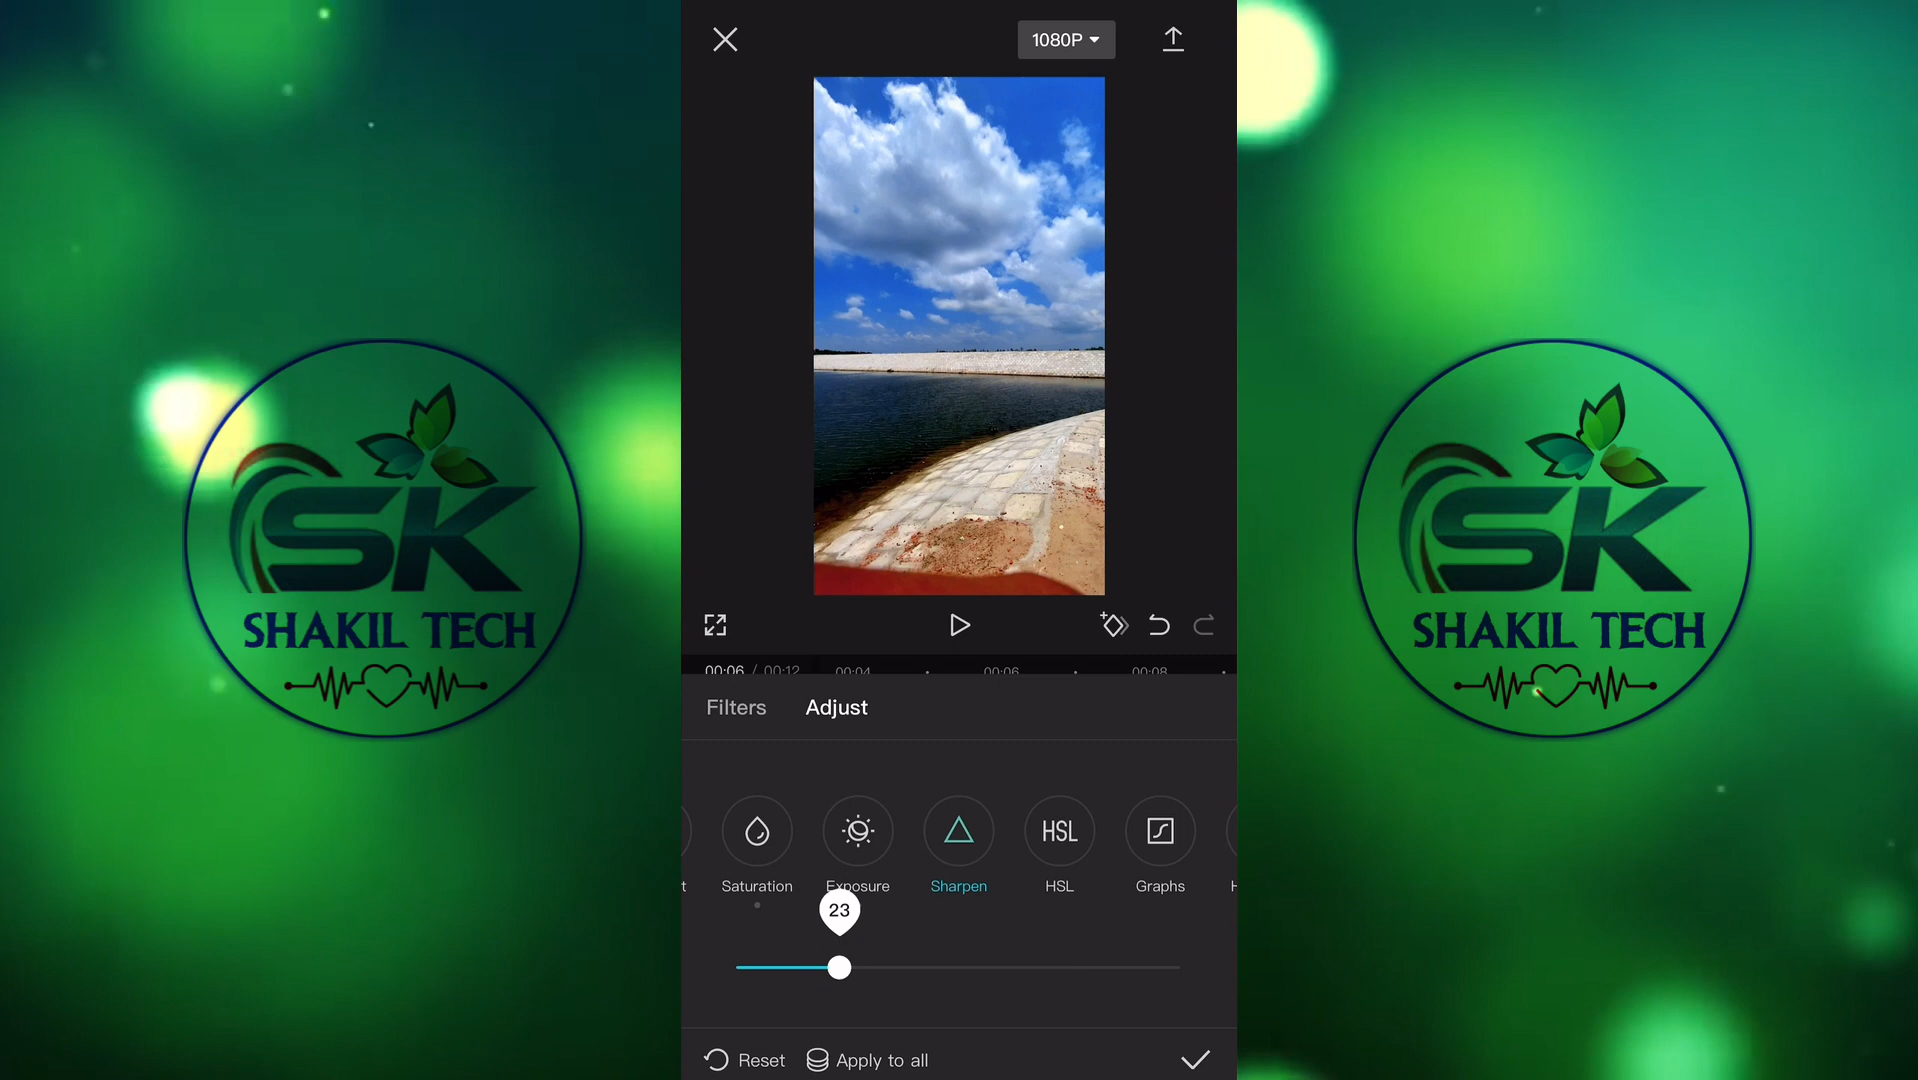 1080P
00:06 / 00:12 00:04 00:06 00:08
Filters Adjust
HSL
t Saturation Exposure Sharpen HSL Graphs H
23
Reset Apply to all
SK
SHAKIL TECH
SK
SHAKIL TECH